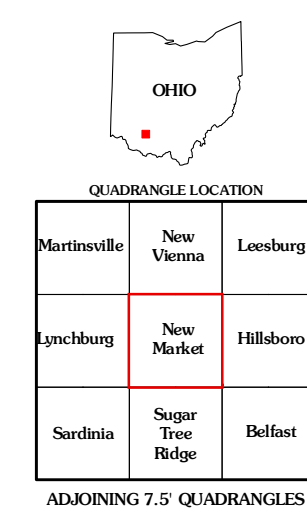 OHIO
QUADRANGLE LOCATION
Martinsville
New
Vienna
Leesburg
Lynchburg
New
Market
Hillsboro
Sardinia
Sugar
Tree
Ridge
Belfast
ADJOINING 7.5' QUADRANGLES